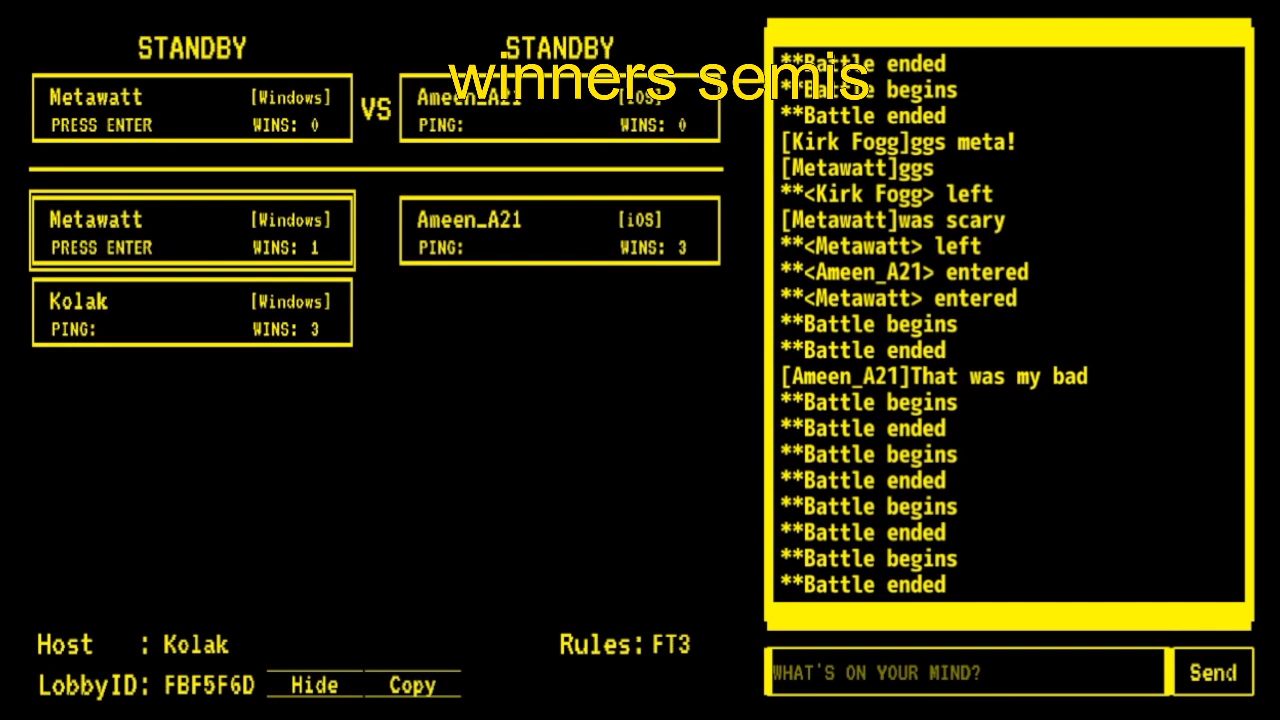 STANDBY
STANDBY
winners semis
Metawatt [Windows]
PRESS ENTER WINS: 0
VS
Ameen_A21 [iOS]
PING: WINS: 0
Metawatt [Windows]
PRESS ENTER WINS: 1
Ameen_A21 [iOS]
PING: WINS: 3
Kolak [Windows]
PING: WINS: 3
**Battle ended
**Battle begins
**Battle ended
[Kirk Fogg]ggs meta!
[Metawatt]ggs
**<Kirk Fogg> left
[Metawatt]was scary
**<Metawatt> left
**<Ameen_A21> entered
**<Metawatt> entered
**Battle begins
**Battle ended
[Ameen_A21]That was my bad
**Battle begins
**Battle ended
**Battle begins
**Battle ended
**Battle begins
**Battle ended
**Battle begins
**Battle ended
Host : Kolak
Rules: FT3
LobbyID: FBF5F6D Hide Copy
WHAT'S ON YOUR MIND? Send